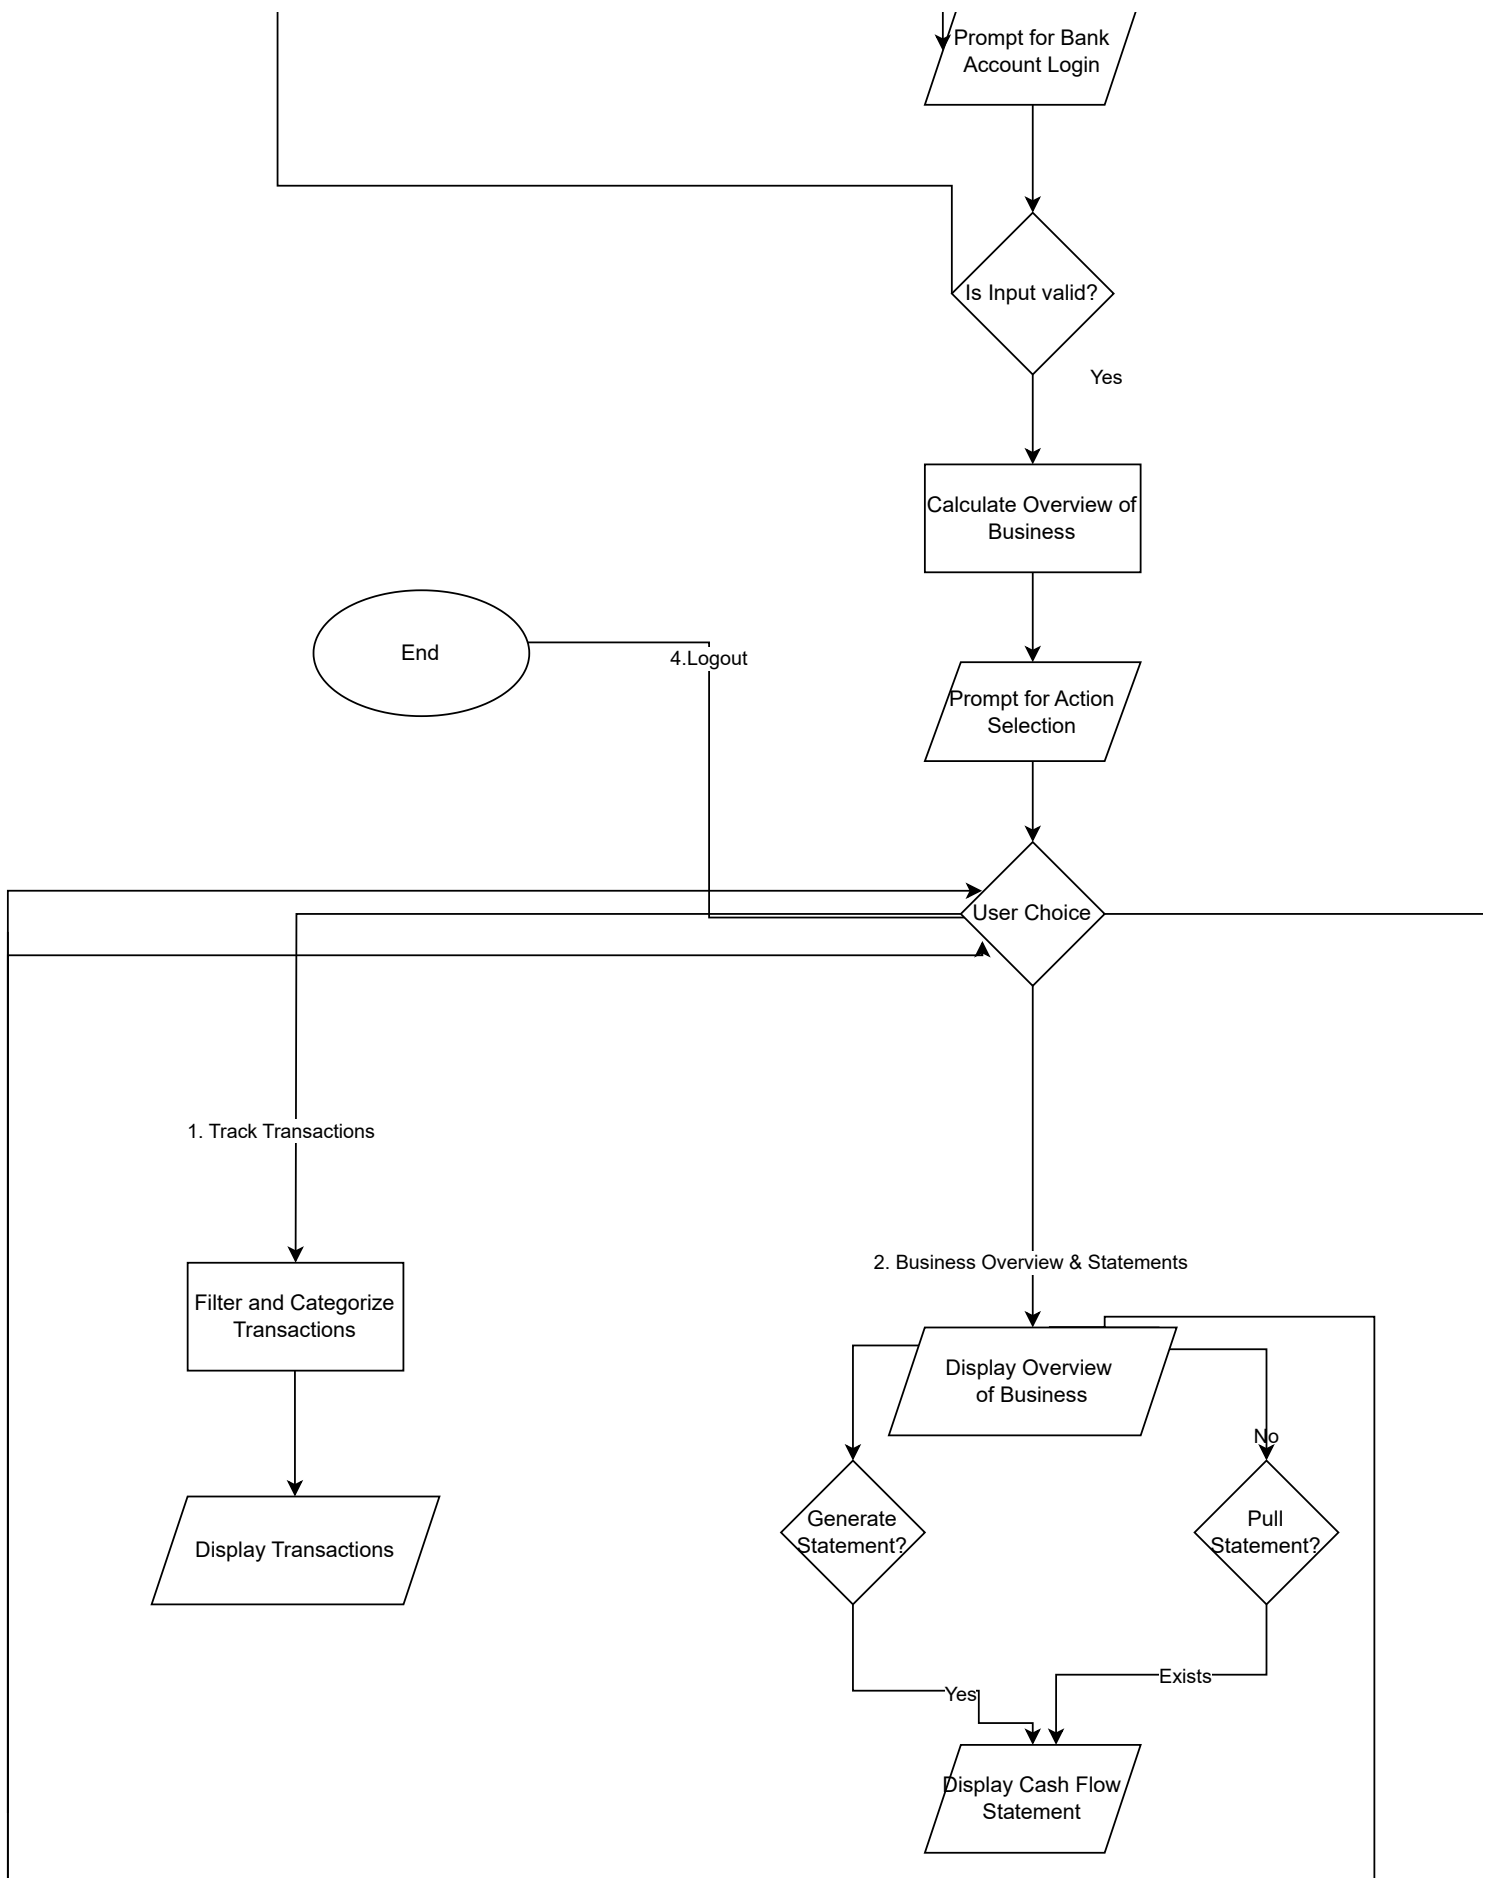 Prompt for Bank
Account Login
Is Input valid?
Yes
Calculate Overview of
Business
End
4.Logout
Prompt for Action
Selection
User Choice
1. Track Transactions
2. Business Overview & Statements
Filter and Categorize
Transactions
Display Overview
of Business
No
Generate
Statement?
Pull
Statement?
Display Transactions
Exists
Yes
Display Cash Flow
Statement